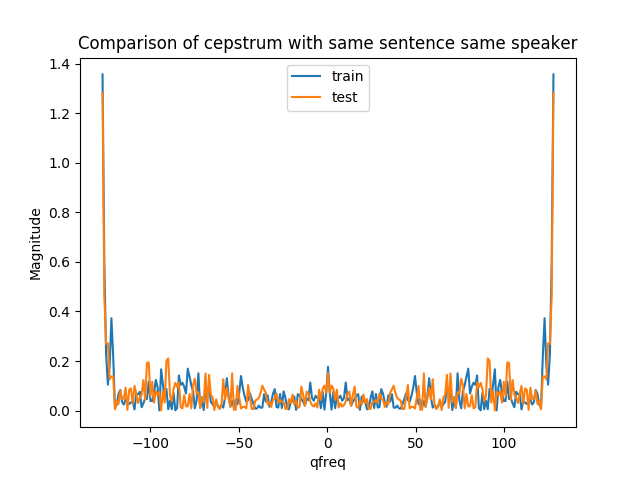 Comparison of cepstrum with same sentence same speaker
train
test
1.4
1.2
1.0
0.8
0.6
0.4
0.2
0.0
Magnitude
−100
−50
0
50
100
qfreq